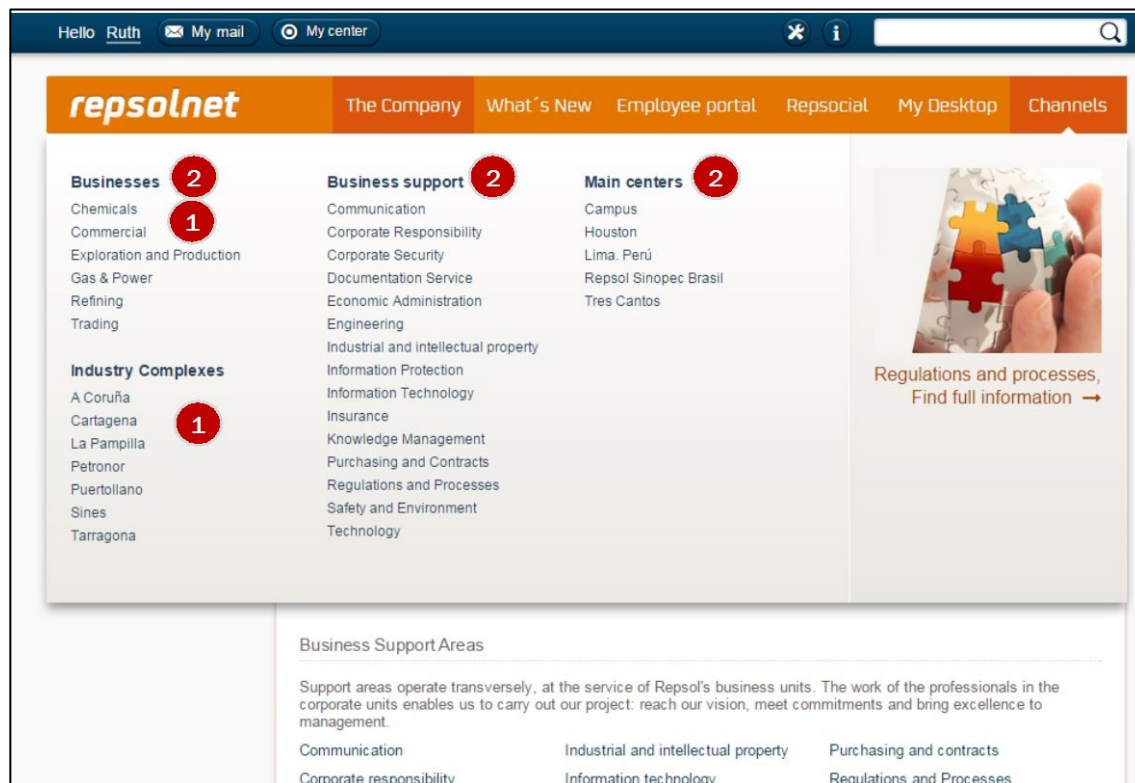 Hello Ruth My mail My center
repsolnet The Company What´s New Employee portal Repsocial My Desktop Channels
Businesses 2
Chemicals
1
Commercial
Exploration and Production
Gas & Power
Refining
Trading
Industry Complexes
A Coruña
Cartagena 1
La Pampilla
Petronor
Puertollano
Sines
Tarragona
Business support 2
Communication
Corporate Responsibility
Corporate Security
Documentation Service
Economic Administration
Engineering
Industrial and intellectual property
Information Protection
Information Technology
Insurance
Knowledge Management
Purchasing and Contracts
Regulations and Processes
Safety and Environment
Technology
Main centers 2
Campus
Houston
Lima. Perú
Repsol Sinopec Brasil
Tres Cantos
Regulations and processes,
Find full information →
Business Support Areas
Support areas operate transversely, at the service of Repsol's business units. The work of the professionals in the
corporate units enables us to carry out our project: reach our vision, meet commitments and bring excellence to
management.
Communication Industrial and intellectual property Purchasing and contracts
Corporate responsibility Information technology Regulations and Processes